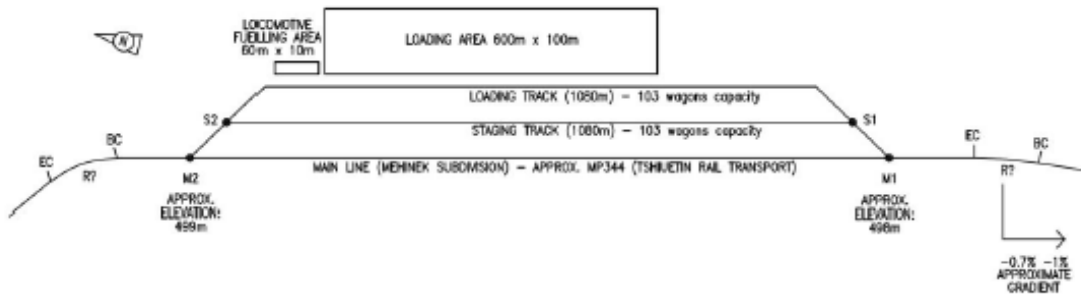 N
LOCOMOTIVE
FUEILLING AREA
60m x 10m
LOADING AREA 600m x 100m
LOADING TRACK (1080m) – 103 wagons capacity
S2
S1
STAGING TRACK (1080m) – 103 wagons capacity
EC
BC
R?
MAIN LINE (MEHINEK SUBDIVISION) – APPROX. MP344 (TSHIUETIN RAIL TRANSPORT)
EC
BC
R?
M2
M1
APPROX.
ELEVATION:
499m
APPROX.
ELEVATION:
498m
-0.7% -1%
APPROXIMATE
GRADIENT